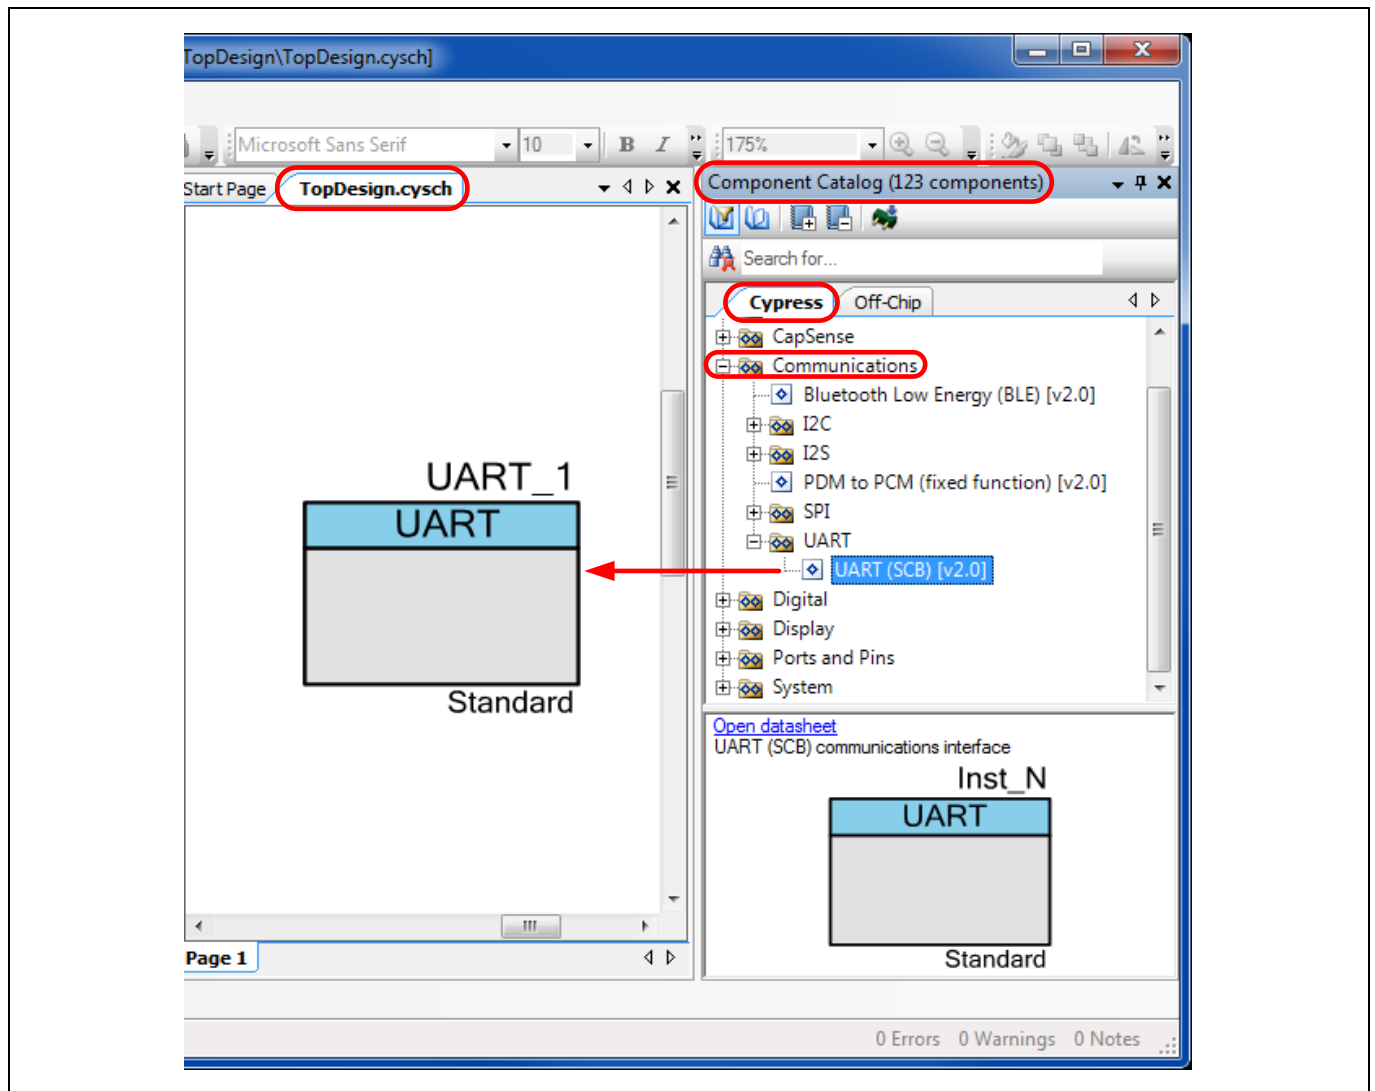 TopDesign\TopDesign.cysch]
Microsoft Sans Serif 10 B I 175%
Start Page TopDesign.cysch
Component Catalog (123 components)
Search for...
Cypress Off-Chip
CapSense
Communications
Bluetooth Low Energy (BLE) [v2.0]
I2C
I2S
PDM to PCM (fixed function) [v2.0]
SPI
UART
UART (SCB) [v2.0]
Digital
Display
Ports and Pins
System
UART_1
UART
Standard
Open datasheet
UART (SCB) communications interface
Inst_N
UART
Standard
Page 1
0 Errors 0 Warnings 0 Notes